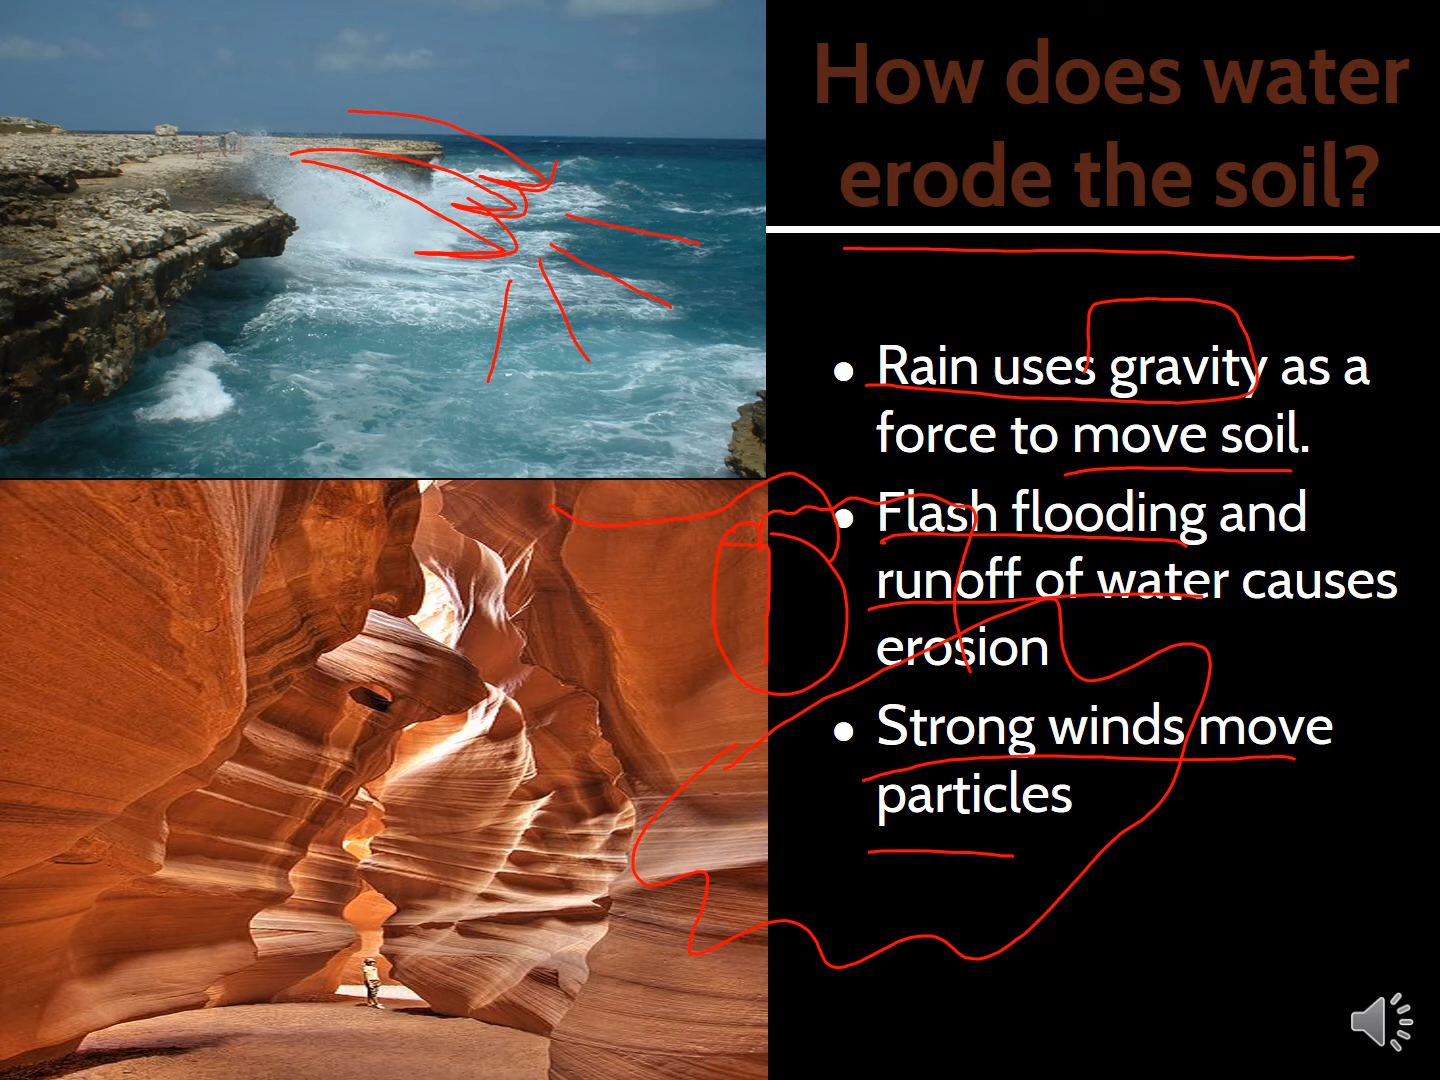 How does water
erode the soil?
● Rain uses gravity as a
force to move soil.
● Flash flooding and
runoff of water causes
erosion
● Strong winds move
particles